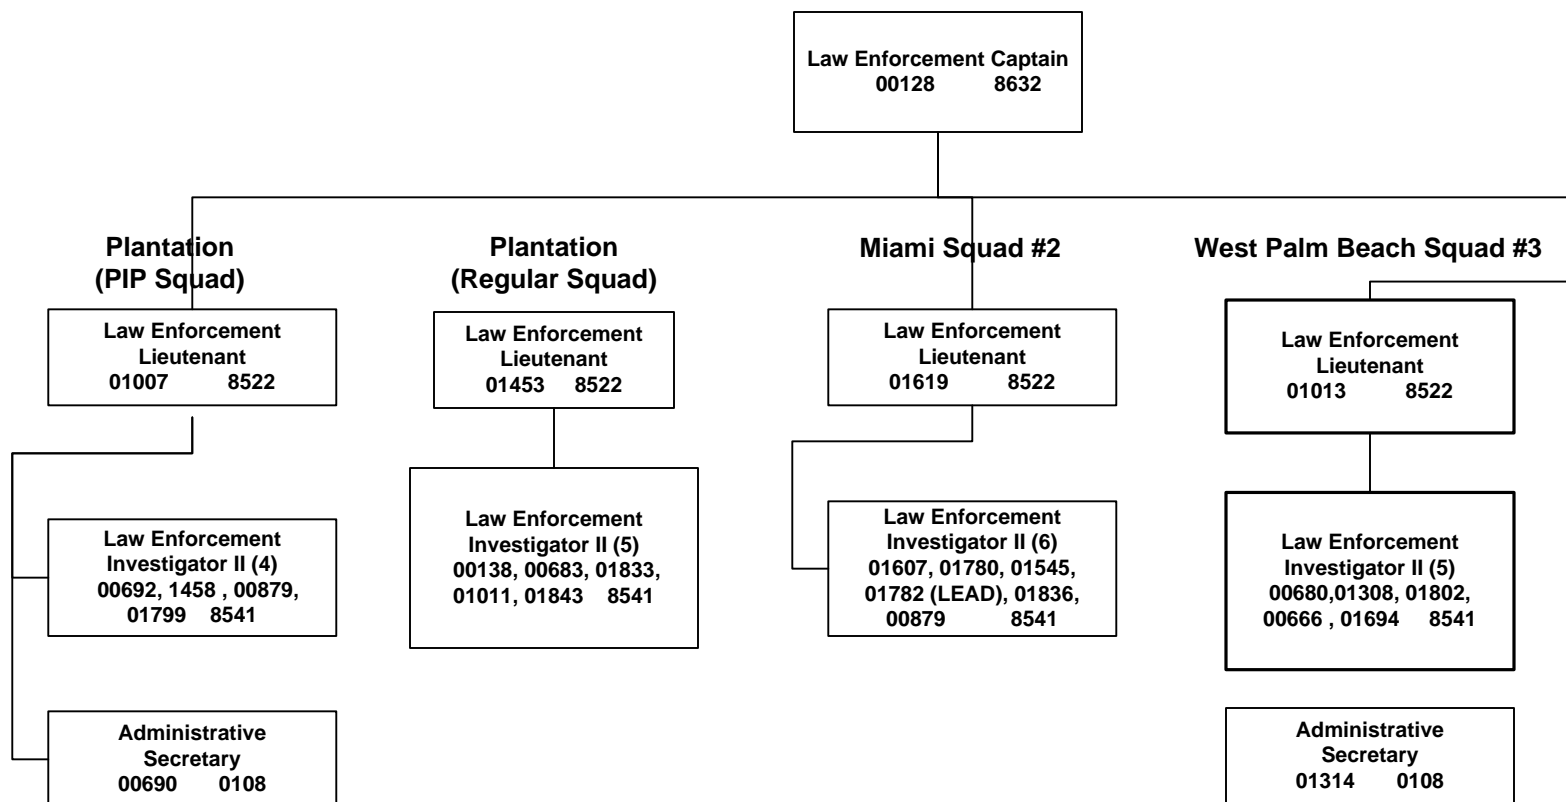 Law Enforcement Captain
00128 8632
Plantation
(PIP Squad)
Law Enforcement
Lieutenant
01007 8522
Law Enforcement
Investigator II (4)
00692, 1458 , 00879,
01799 8541
Administrative
Secretary
00690 0108
Plantation
(Regular Squad)
Law Enforcement
Lieutenant
01453 8522
Law Enforcement
Investigator II (5)
00138, 00683, 01833,
01011, 01843 8541
Miami Squad #2
Law Enforcement
Lieutenant
01619 8522
Law Enforcement
Investigator II (6)
01607, 01780, 01545,
01782 (LEAD), 01836,
00879 8541
West Palm Beach Squad #3
Law Enforcement
Lieutenant
01013 8522
Law Enforcement
Investigator II (5)
00680,01308, 01802,
00666 , 01694 8541
Administrative
Secretary
01314 0108